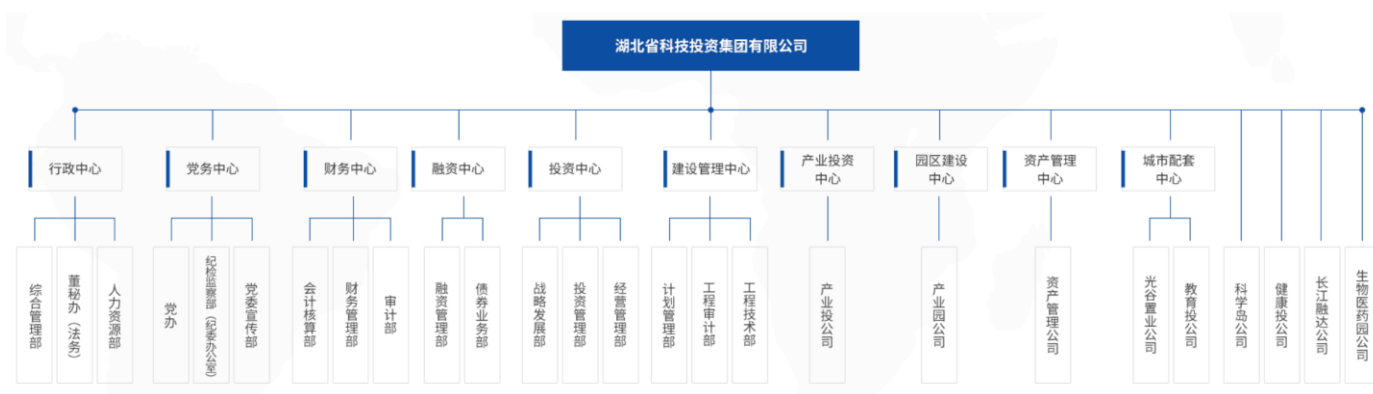 湖北省科技投资集团有限公司
行政中心
党务中心
财务中心
融资中心
投资中心
建设管理中心
产业投资
中心
园区建设
中心
资产管理
中心
城市配套
中心
综合管理部
董秘办（法务）
人力资源部
党办
纪检监察部（纪委办公室）
党委宣传部
会计核算部
财务管理部
审计部
融资管理部
债券业务部
战略发展部
投资管理部
经营管理部
计划管理部
工程审计部
工程技术部
产业投公司
产业园公司
资产管理公司
光谷置业公司
教育投公司
科学岛公司
健康投公司
长江融达公司
生物医药园公司